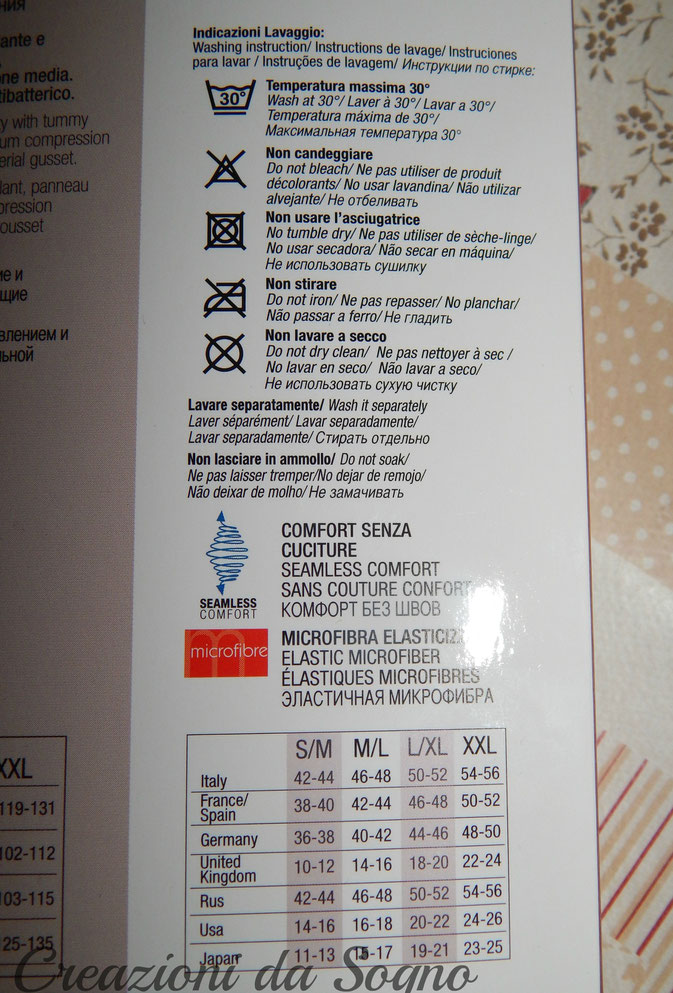 ния
ante e
one media.
tibatterico.
ty with tummy
um compression
erial gusset.
lant, panneau
pression
ousset
ие и
щие
влением и
ьной
XXL
119-131
102-112
103-115
125-135
Indicazioni Lavaggio:
Washing instruction/ Instructions de lavage/ Instruciones
para lavar / Instruções de lavagem/ Инструкции по стирке:
30°
Temperatura massima 30°
Wash at 30°/ Laver à 30°/ Lavar a 30°/
Temperatura máxima de 30°/
Максимальная температура 30°
Non candeggiare
Do not bleach/ Ne pas utiliser de produit
décolorants/ No usar lavandina/ Não utilizar
alvejante/ Не отбеливать
Non usare l'asciugatrice
No tumble dry/ Ne pas utiliser de sèche-linge/
No usar secadora/ Não secar en máquina/
Не использовать сушилку
Non stirare
Do not iron/ Ne pas repasser/ No planchar/
Não passar a ferro/ Не гладить
Non lavare a secco
Do not dry clean/ Ne pas nettoyer à sec /
No lavar en seco/ Não lavar a seco/
Не использовать сухую чистку
Lavare separatamente/ Wash it separately
Laver séparément/ Lavar separadamente/
Lavar separadamente/ Стирать отдельно
Non lasciare in ammollo/ Do not soak/
Ne pas laisser tremper/No dejar de remojo/
Não deixar de molho/ Не замачивать
SEAMLESS
COMFORT
COMFORT SENZA
CUCITURE
SEAMLESS COMFORT
SANS COUTURE CONFORT
КОМФОРТ БЕЗ ШВОВ
m
microfibre
MICROFIBRA ELASTICIZ
ELASTIC MICROFIBER
ÉLASTIQUES MICROFIBRES
ЭЛАСТИЧНАЯ МИКРОФИБРА
S/M M/L L/XL XXL
Italy 42-44 46-48 50-52 54-56
France/
Spain 38-40 42-44 46-48 50-52
Germany 36-38 40-42 44-46 48-50
United
Kingdom 10-12 14-16 18-20 22-24
Rus 42-44 46-48 50-52 54-56
Usa 14-16 16-18 20-22 24-26
Japan 11-13 15-17 19-21 23-25
Creazioni da Sogno